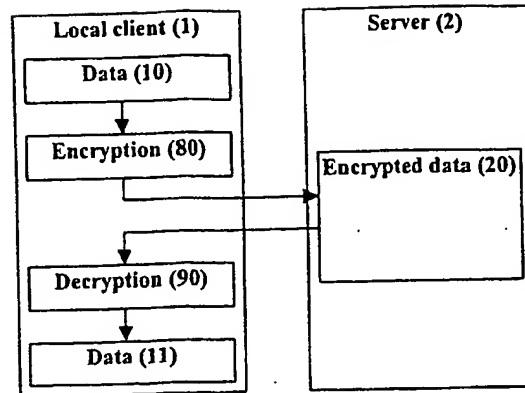 Local client (1)
Data (10)
Encryption (80)
Decryption (90)
Data (11)
Server (2)
Encrypted data (20)